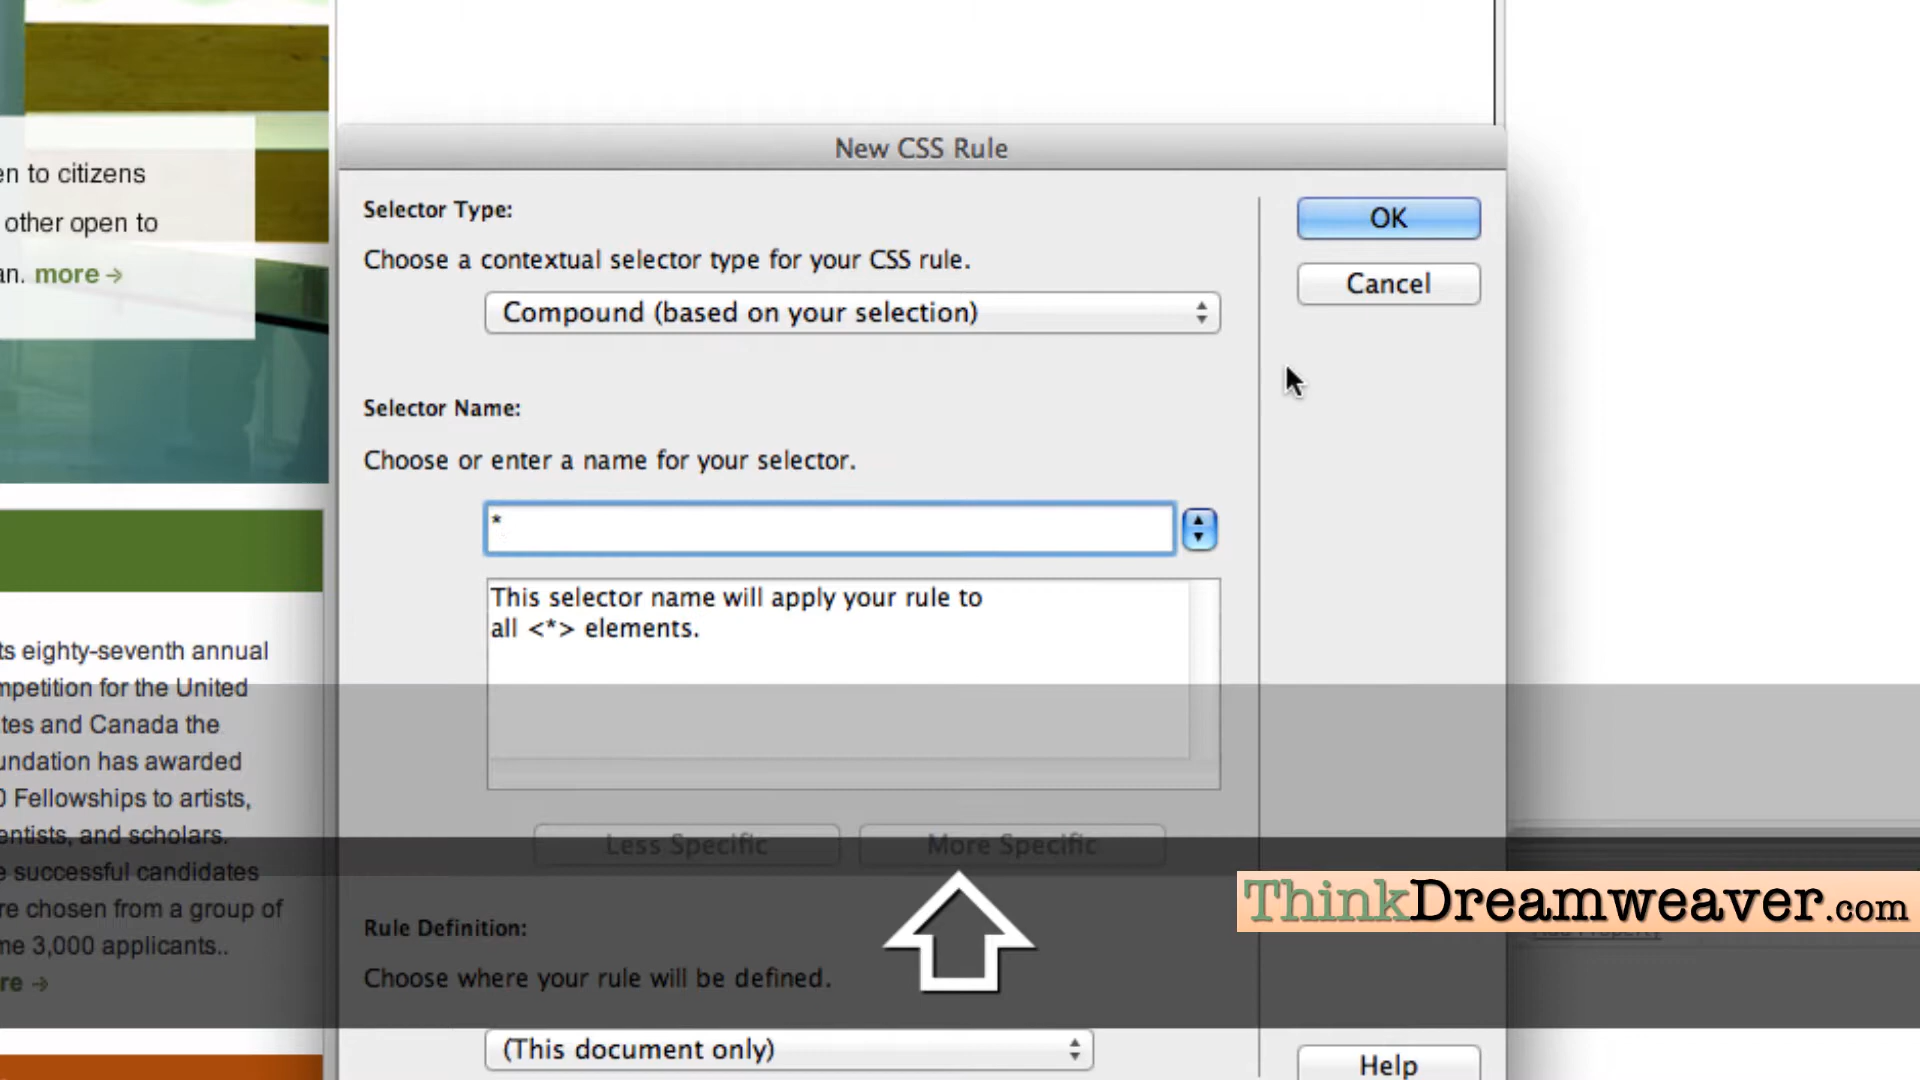 en to citizens
other open to
an. more →
ts eighty-seventh annual
mpetition for the United
tes and Canada the
undation has awarded
0 Fellowships to artists,
entists, and scholars.
e successful candidates
re chosen from a group of
me 3,000 applicants..
re →
New CSS Rule
Selector Type:
Choose a contextual selector type for your CSS rule.
Compound (based on your selection)
OK
Cancel
Selector Name:
Choose or enter a name for your selector.
*
This selector name will apply your rule to
all <*> elements.
Less Specific
More Specific
Rule Definition:
Choose where your rule will be defined.
(This document only)
Help
ThinkDreamweaver.com
Add Property